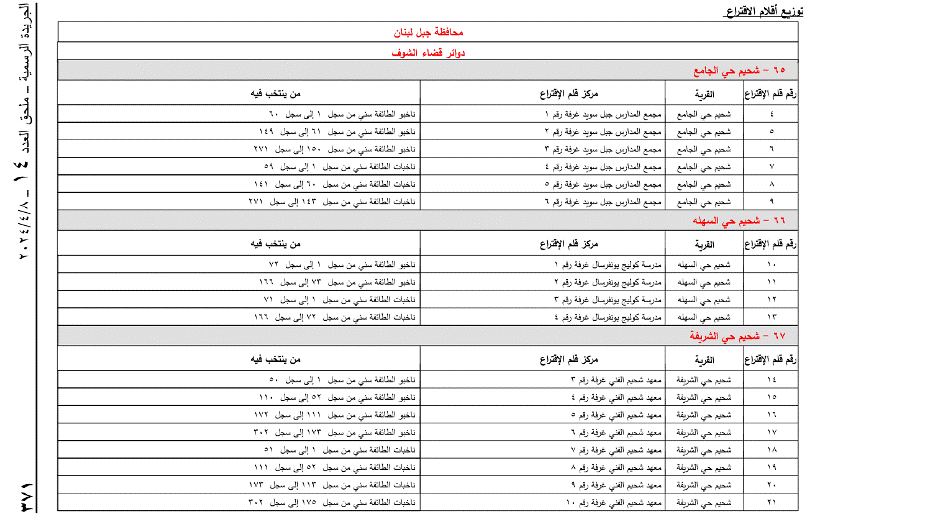 توزيع أقلام الاقتراع
محافظة جبل لبنان
دوائر قضاء الشوف
٦٥ - شحيم حي الجامع
رقم قلم الإقتراع القرية مركز قلم الإقتراع من ينتخب فيه
٤ شحيم حي الجامع مجمع المدارس جبل سويد غرفة رقم ١ ناخبو الطائفة سني من سجل ١ إلى سجل ٦٠
٥ شحيم حي الجامع مجمع المدارس جبل سويد غرفة رقم ٢ ناخبو الطائفة سني من سجل ٦١ إلى سجل ١٤٩
٦ شحيم حي الجامع مجمع المدارس جبل سويد غرفة رقم ٣ ناخبو الطائفة سني من سجل ١٥٠ إلى سجل ٢٧١
٧ شحيم حي الجامع مجمع المدارس جبل سويد غرفة رقم ٤ ناخبات الطائفة سني من سجل ١ إلى سجل ٥٩
٨ شحيم حي الجامع مجمع المدارس جبل سويد غرفة رقم ٥ ناخبات الطائفة سني من سجل ٦٠ إلى سجل ١٤١
٩ شحيم حي الجامع مجمع المدارس جبل سويد غرفة رقم ٦ ناخبات الطائفة سني من سجل ١٤٣ إلى سجل ٢٧١
٦٦ - شحيم حي السهله
رقم قلم الإقتراع القرية مركز قلم الإقتراع من ينتخب فيه
١٠ شحيم حي السهله مدرسة كوليج يونفرسال غرفة رقم ١ ناخبو الطائفة سني من سجل ١ إلى سجل ٧٢
١١ شحيم حي السهله مدرسة كوليج يونفرسال غرفة رقم ٢ ناخبو الطائفة سني من سجل ٧٣ إلى سجل ١٦٦
١٢ شحيم حي السهله مدرسة كوليج يونفرسال غرفة رقم ٣ ناخبات الطائفة سني من سجل ١ إلى سجل ٧١
١٣ شحيم حي السهله مدرسة كوليج يونفرسال غرفة رقم ٤ ناخبات الطائفة سني من سجل ٧٢ إلى سجل ١٦٦
٦٧ - شحيم حي الشريفة
رقم قلم الإقتراع القرية مركز قلم الإقتراع من ينتخب فيه
١٤ شحيم حي الشريفة معهد شحيم الفني غرفة رقم ٣ ناخبو الطائفة سني من سجل ١ إلى سجل ٥٠
١٥ شحيم حي الشريفة معهد شحيم الفني غرفة رقم ٤ ناخبو الطائفة سني من سجل ٥٢ إلى سجل ١١٠
١٦ شحيم حي الشريفة معهد شحيم الفني غرفة رقم ٥ ناخبو الطائفة سني من سجل ١١١ إلى سجل ١٧٢
١٧ شحيم حي الشريفة معهد شحيم الفني غرفة رقم ٦ ناخبو الطائفة سني من سجل ١٧٣ إلى سجل ٣٠٢
١٨ شحيم حي الشريفة معهد شحيم الفني غرفة رقم ٧ ناخبات الطائفة سني من سجل ١ إلى سجل ٥١
١٩ شحيم حي الشريفة معهد شحيم الفني غرفة رقم ٨ ناخبات الطائفة سني من سجل ٥٢ إلى سجل ١١١
٢٠ شحيم حي الشريفة معهد شحيم الفني غرفة رقم ٩ ناخبات الطائفة سني من سجل ١١٣ إلى سجل ١٧٣
٢١ شحيم حي الشريفة معهد شحيم الفني غرفة رقم ١٠ ناخبات الطائفة سني من سجل ١٧٥ إلى سجل ٣٠٢
الجريدة الرسمية - ملحق العدد ١٤ - ٢٠٢٤/٤/٨
٣٧١